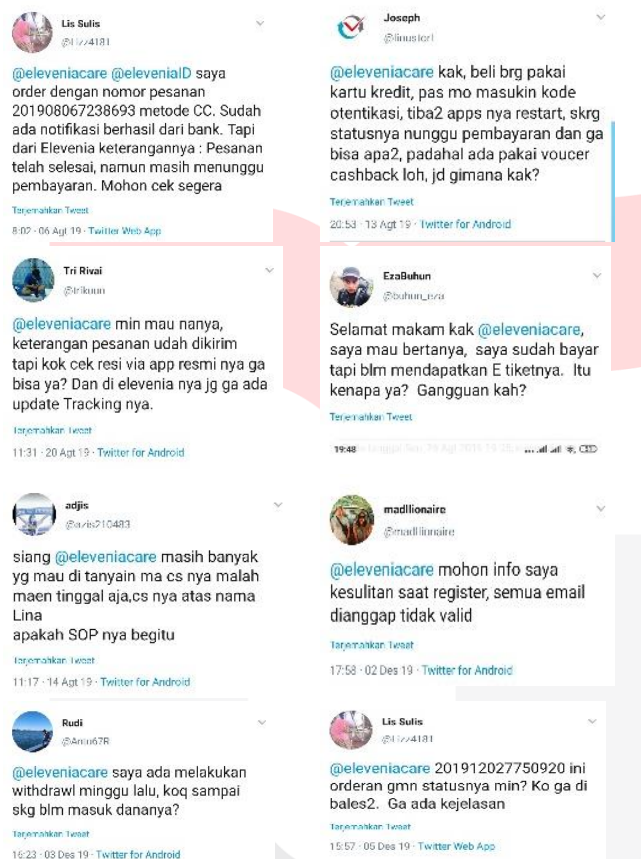 Lis Sulis
@Lizz4181
@eleveniacare @eleveniaID saya
order dengan nomor pesanan
201908067238693 metode CC. Sudah
ada notifikasi berhasil dari bank. Tapi
dari Elevenia keterangannya : Pesanan
telah selesai, namun masih menunggu
pembayaran. Mohon cek segera
Terjemahkan Tweet
8:02 · 06 Agt 19 · Twitter Web App
Joseph
@linustorl
@eleveniacare kak, beli brg pakai
kartu kredit, pas mo masukin kode
otentikasi, tiba2 apps nya restart, skrg
statusnya nunggu pembayaran dan ga
bisa apa2, padahal ada pakai voucer
cashback loh, jd gimana kak?
Terjemahkan Tweet
20:53 · 13 Agt 19 · Twitter for Android
Tri Rivai
@trikuun
@eleveniacare min mau nanya,
keterangan pesanan udah dikirim
tapi kok cek resi via app resmi nya ga
bisa ya? Dan di elevenia nya jg ga ada
update Tracking nya.
Terjemahkan Tweet
11:31 · 20 Agt 19 · Twitter for Android
EzaBuhun
@buhun_eza
Selamat makam kak @eleveniacare,
saya mau bertanya, saya sudah bayar
tapi blm mendapatkan E tiketnya. Itu
kenapa ya? Gangguan kah?
Terjemahkan Tweet
19:48
adjis
@azis210483
siang @eleveniacare masih banyak
yg mau di tanyain ma cs nya malah
maen tinggal aja,cs nya atas nama
Lina
apakah SOP nya begitu
Terjemahkan Tweet
11:17 · 14 Agt 19 · Twitter for Android
madllionaire
@madllionaire
@eleveniacare mohon info saya
kesulitan saat register, semua email
dianggap tidak valid
Terjemahkan Tweet
17:58 · 02 Des 19 · Twitter for Android
Rudi
@Antu67R
@eleveniacare saya ada melakukan
withdrawl minggu lalu, koq sampai
skg blm masuk dananya?
Terjemahkan Tweet
16:23 · 03 Des 19 · Twitter for Android
Lis Sulis
@Lizz4181
@eleveniacare 201912027750920 ini
orderan gmn statusnya min? Ko ga di
bales2. Ga ada kejelasan
Terjemahkan Tweet
15:57 · 05 Des 19 · Twitter Web App